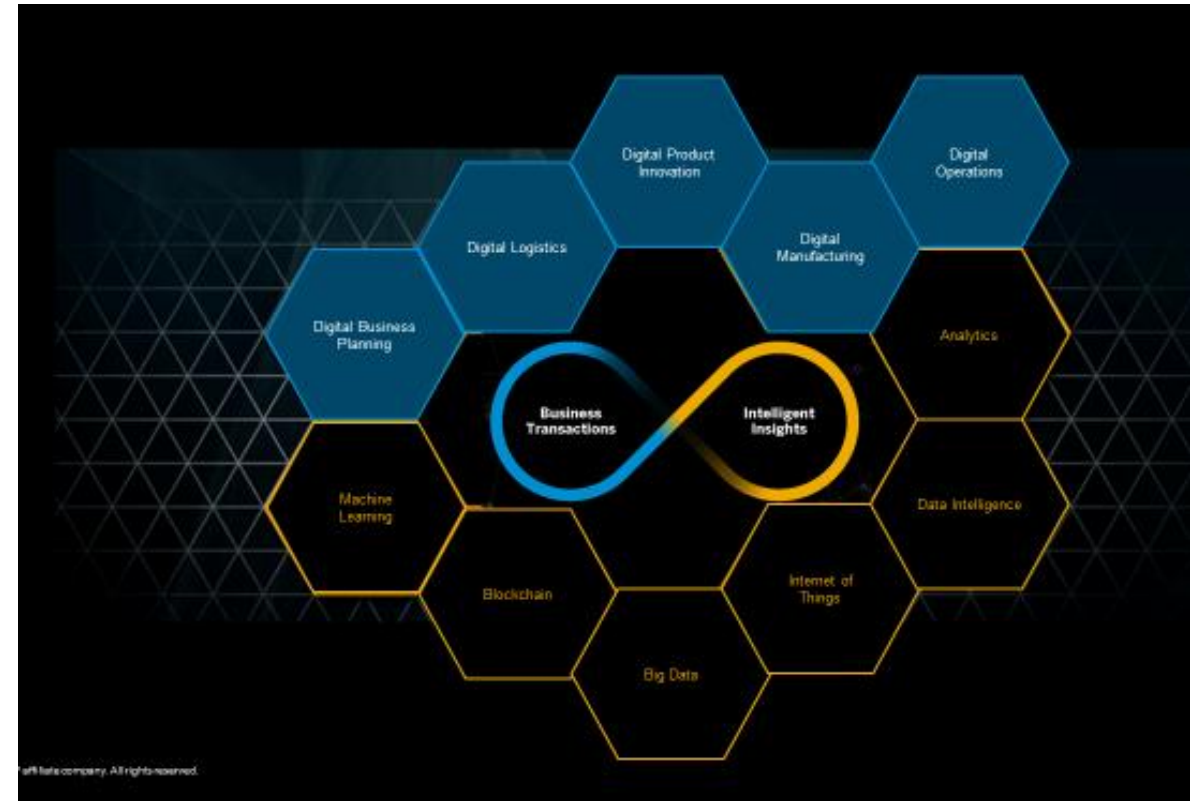 Digital Product
Innovation
Digital
Operations
Digital Logistics
Digital
Manufacturing
Digital Business
Planning
Analytics
Business
Transactions
Intelligent
Insights
Machine
Learning
Data Intelligence
Blockchain
Internet of
Things
Big Data
affiliate company. All rights reserved.